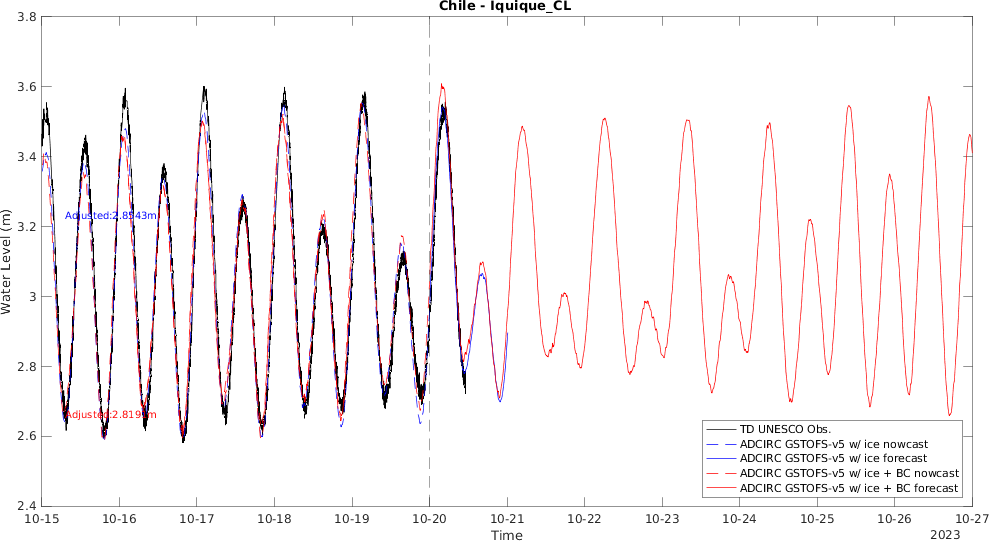 Chile - Iquique_CL
3.8
3.6
3.4
3.2
3
2.8
2.6
2.4
Water Level (m)
Adjusted:2.8543m
TD UNESCO Obs.
ADCIRC GSTOFS-v5 w/ ice nowcast
ADCIRC GSTOFS-v5 w/ ice forecast
ADCIRC GSTOFS-v5 w/ ice + BC nowcast
ADCIRC GSTOFS-v5 w/ ice + BC forecast
10-15 10-16 10-17 10-18 10-19 10-20 10-21 10-22 10-23 10-24 10-25 10-26 10-27
Time
2023